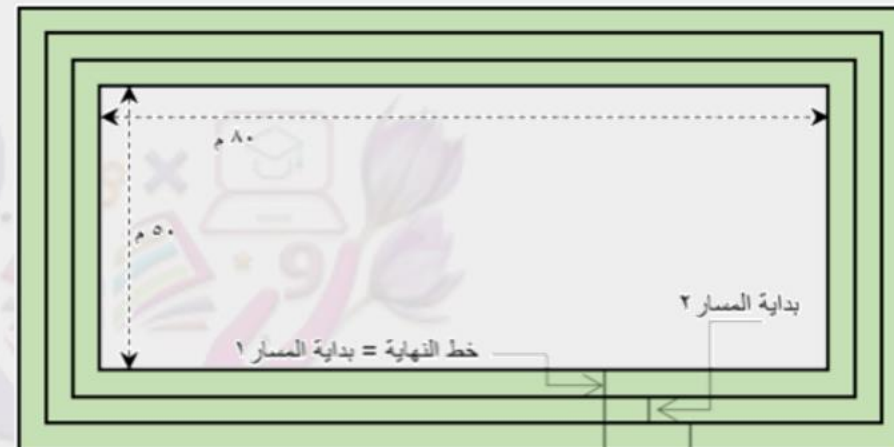 ٨٠ م
٥٠ م
بداية المسار ٢
خط النهاية = بداية المسار ١